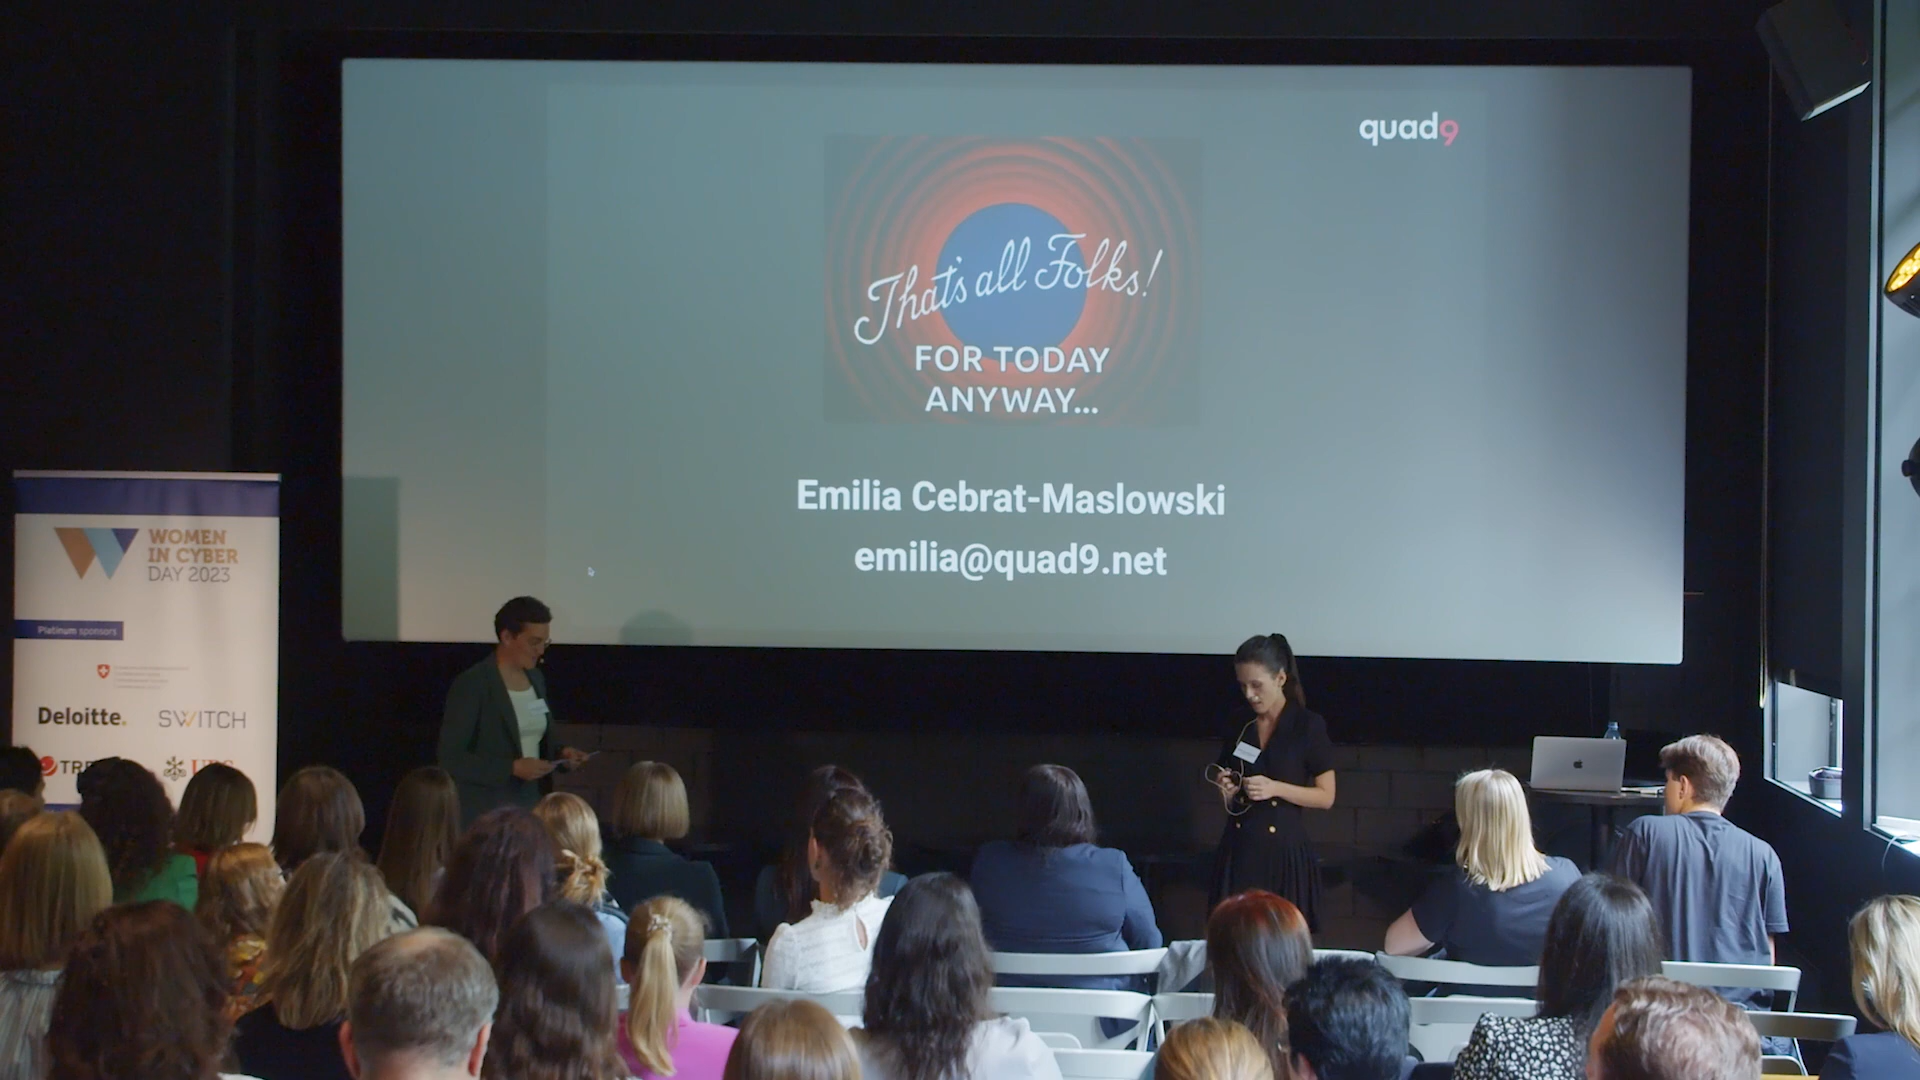 quad9
That's all Folks!
FOR TODAY
ANYWAY...
Emilia Cebrat-Maslowski
emilia@quad9.net
WOMEN
IN CYBER
DAY 2023
Platinum sponsors
Deloitte.
SWITCH
UBS